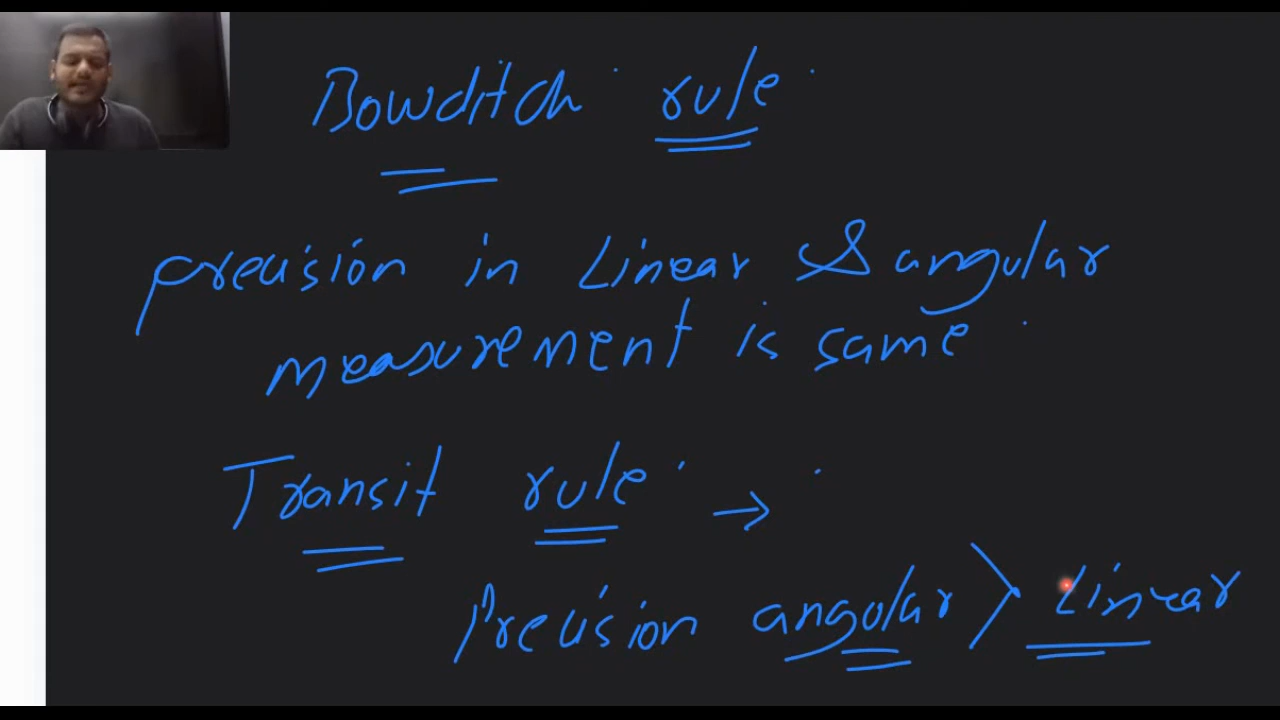 Bowditch rule
precision in Linear & angular
measurement is same
Transit rule →
Precision angular > Linear